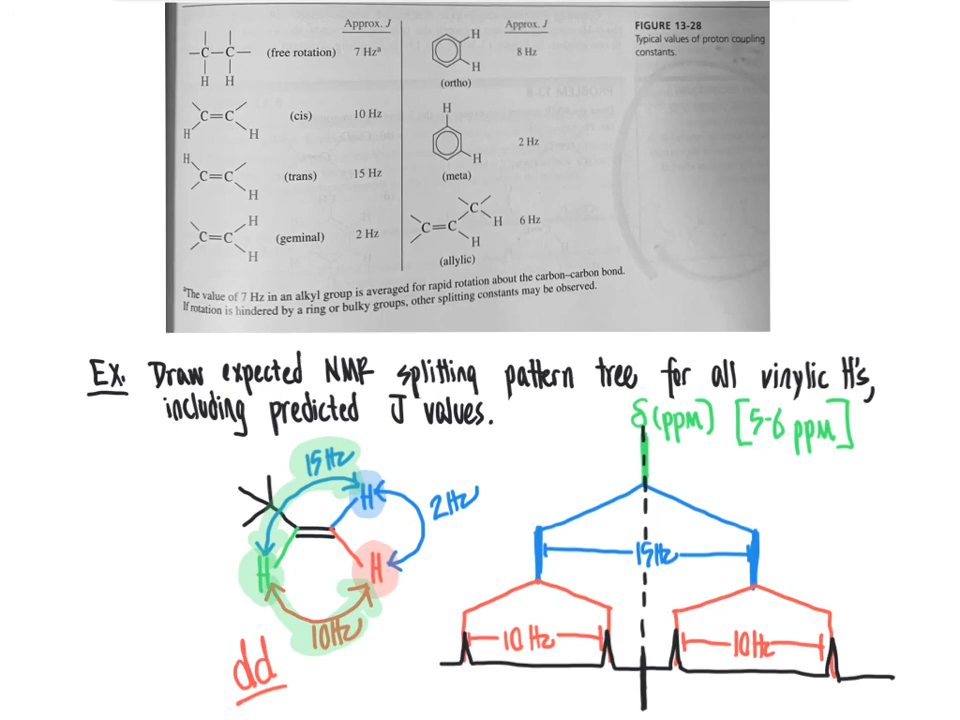 Approx. J
Approx. J
FIGURE 13-28
Typical values of proton coupling
constants.
H
–C–C– (free rotation) 7 Hzᵃ
8 Hz
H
H H
(ortho)
H
C=C (cis) 10 Hz
H H
2 Hz
H
H
C=C (trans) 15 Hz
(meta)
H
C
H 6 Hz
H
C=C (geminal) 2 Hz
C=C
H
H
(allylic)
ᵃThe value of 7 Hz in an alkyl group is averaged for rapid rotation about the carbon–carbon bond.
If rotation is hindered by a ring or bulky groups, other splitting constants may be observed.
Ex. Draw expected NMR splitting pattern tree for all vinylic H's,
including predicted J values.
δ (ppm) [5-6 ppm]
15Hz
H
2Hz
H
H
15Hz
10Hz
10 Hz
10Hz
dd